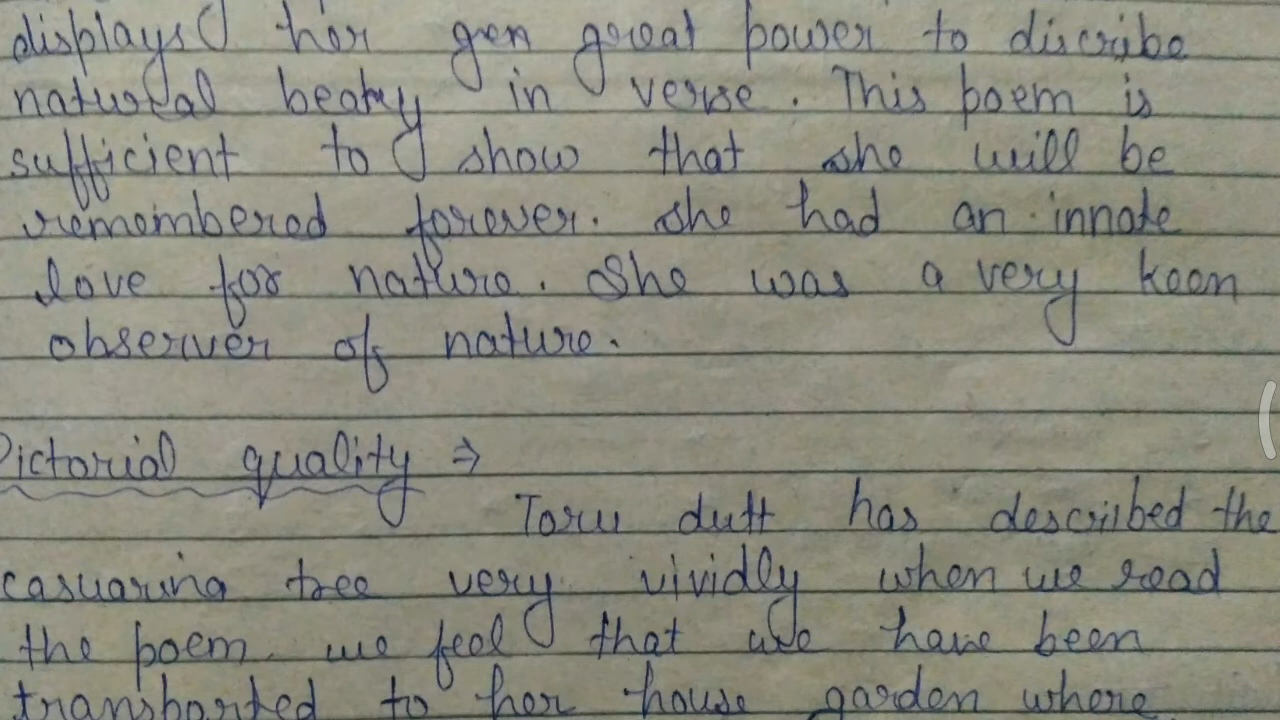 displays her gren great power to discribe
natural beaty in verse. This poem is
sufficient to show that she will be
remembered forever. she had an innate
love for nature. She was a very keen
observer of nature.
Pictorial quality ⇒
Toru dutt has described the
casuarina tree very vividly when we read
the poem. we feel that we have been
transported to her house garden where